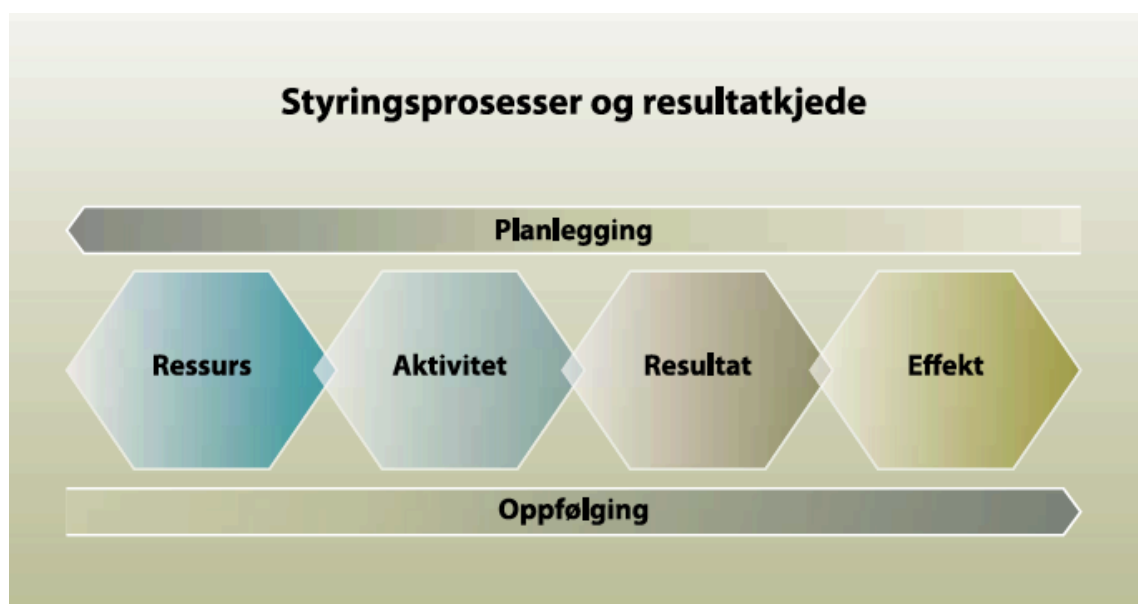 Styringsprosesser og resultatkjede
Planlegging
Ressurs
Aktivitet
Resultat
Effekt
Oppfølging